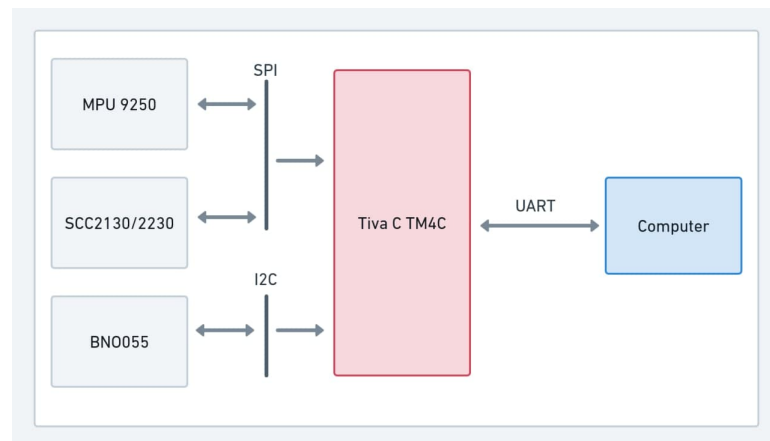 SPI
MPU 9250
SCC2130/2230
Tiva C TM4C
UART
Computer
I2C
BNO055